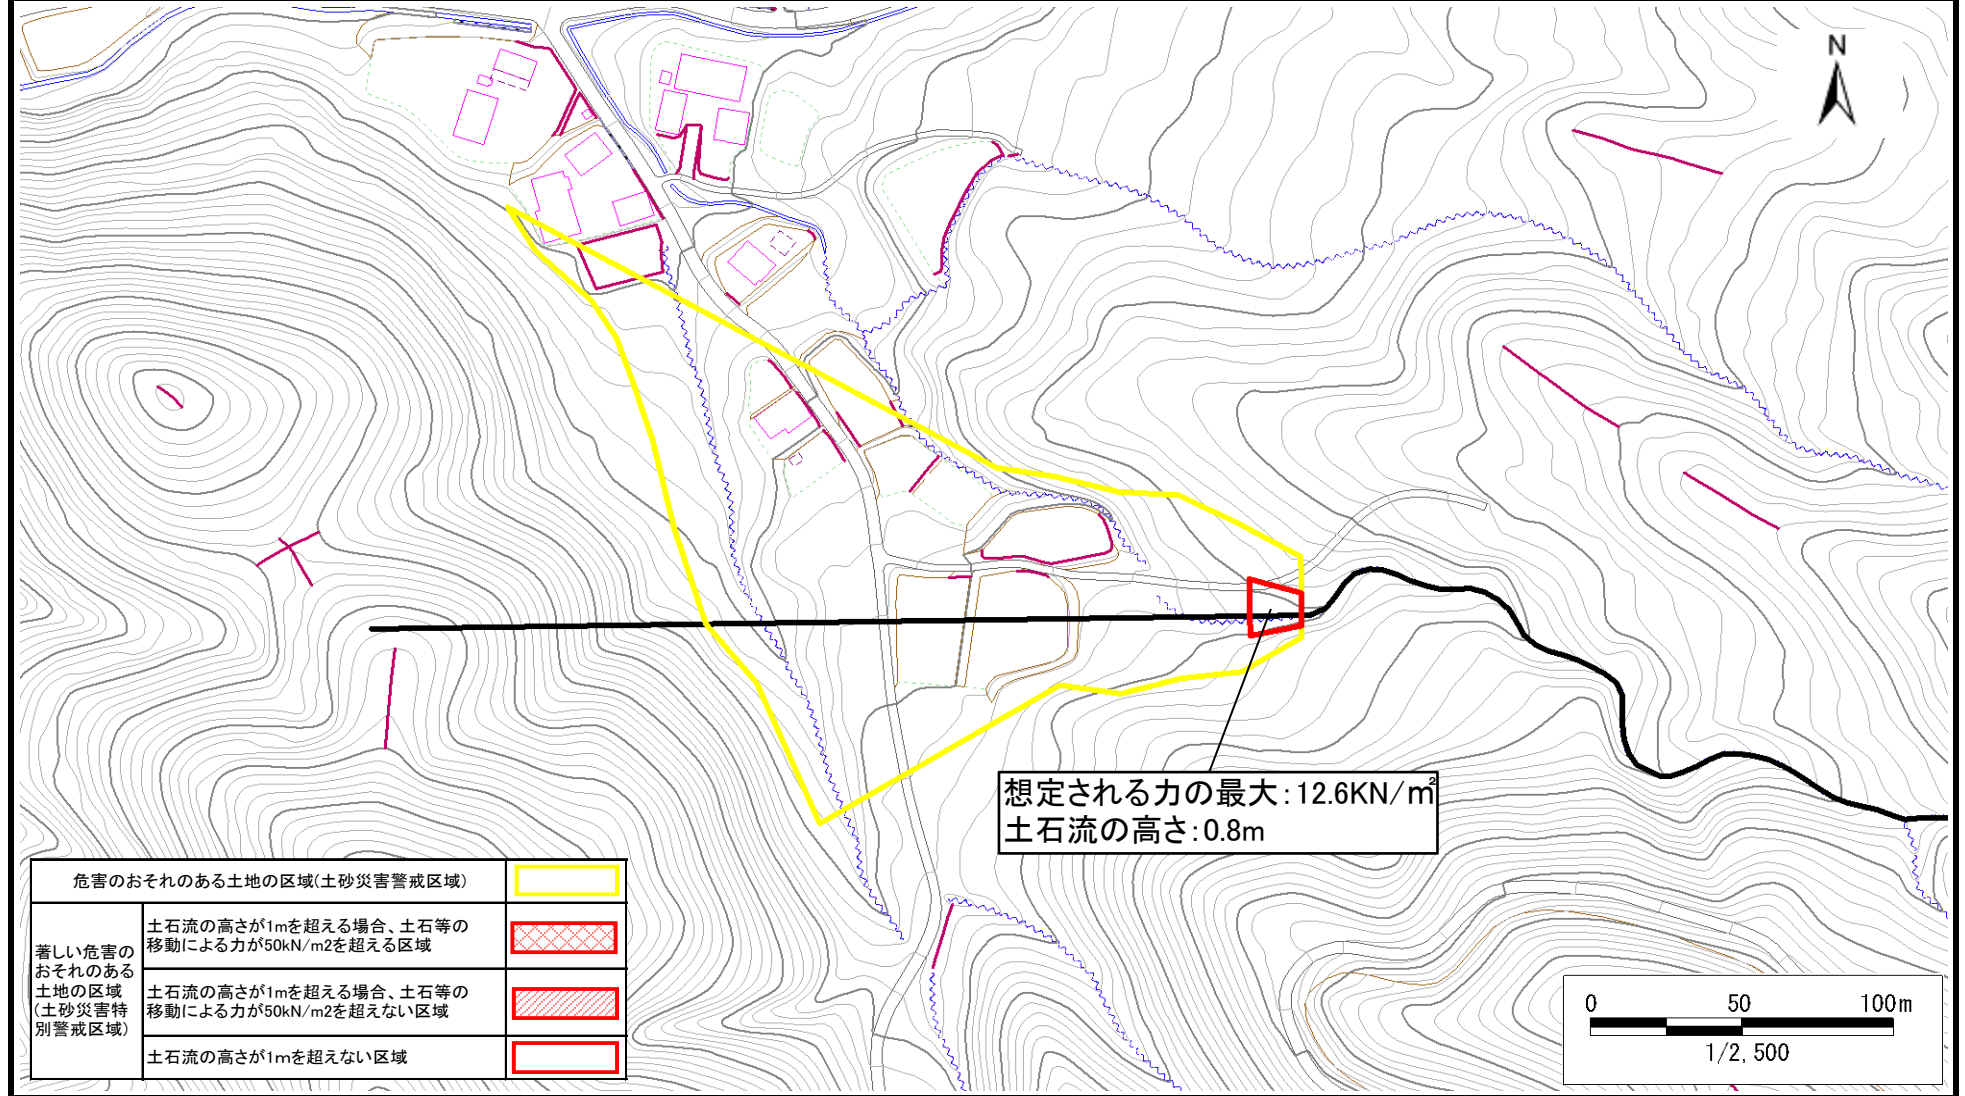 N
想定される力の最大:12.6KN/㎡
土石流の高さ:0.8m
危害のおそれのある土地の区域(土砂災害警戒区域)
著しい危害の
おそれのある
土地の区域
(土砂災害特
別警戒区域)
土石流の高さが1mを超える場合、土石等の
移動による力が50kN/m2を超える区域
土石流の高さが1mを超える場合、土石等の
移動による力が50kN/m2を超えない区域
土石流の高さが1mを超えない区域
0 50 100m
1/2,500